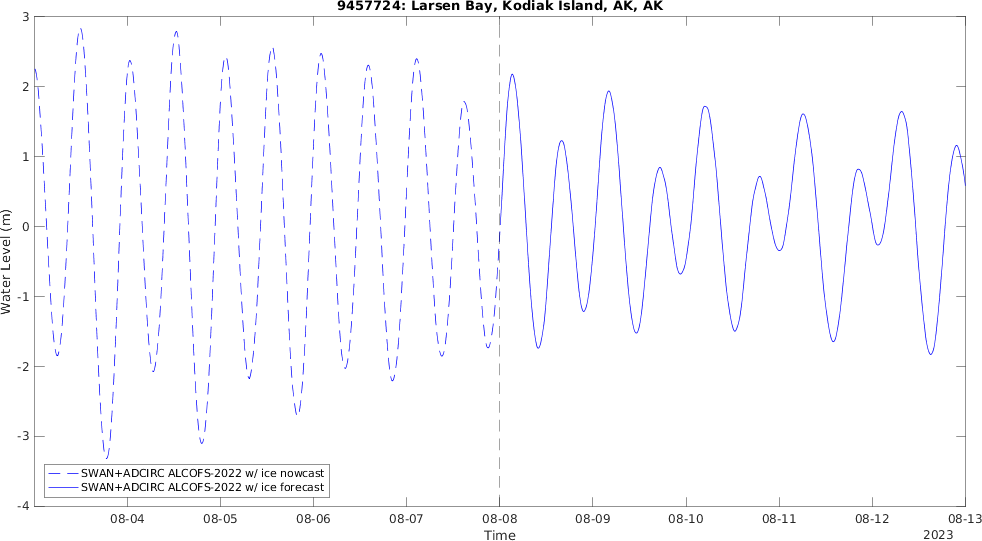 9457724: Larsen Bay, Kodiak Island, AK, AK
3
2
1
0
-1
-2
-3
-4
Water Level (m)
SWAN+ADCIRC ALCOFS-2022 w/ ice nowcast
SWAN+ADCIRC ALCOFS-2022 w/ ice forecast
08-04 08-05 08-06 08-07 08-08 08-09 08-10 08-11 08-12 08-13
Time
2023